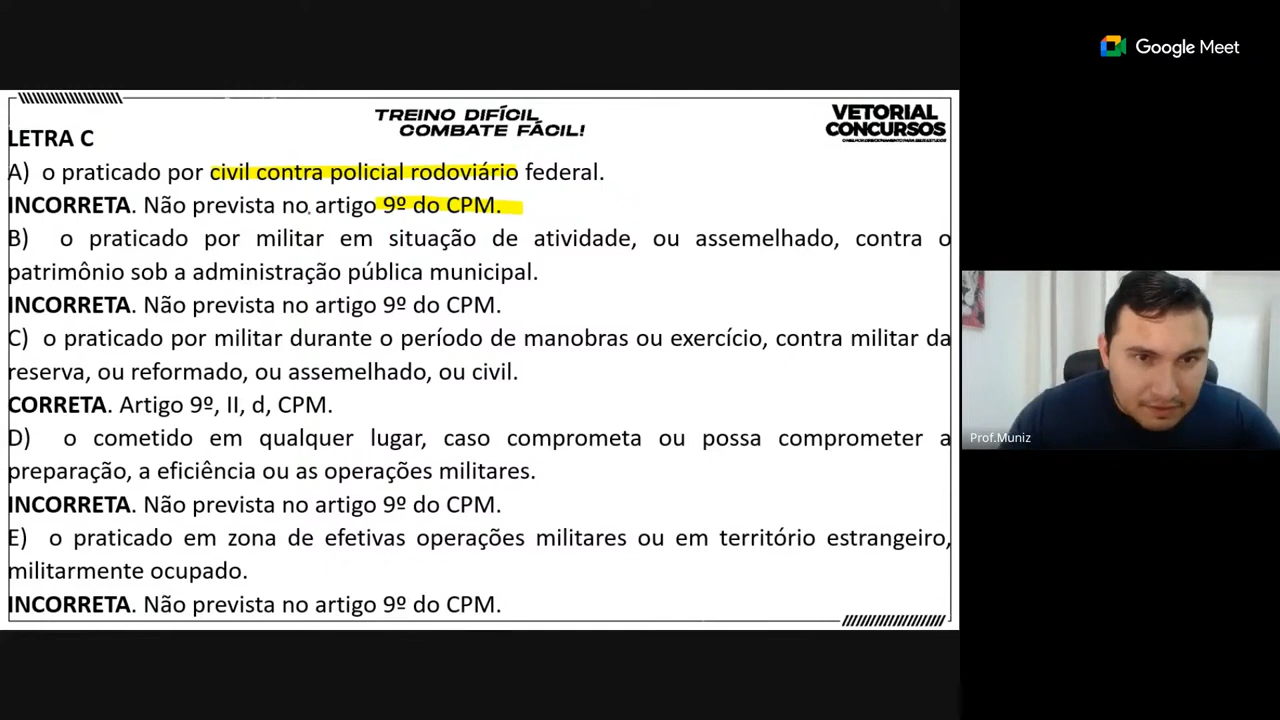 Google Meet
TREINO DIFÍCIL
COMBATE FÁCIL!
VETORIAL
CONCURSOS
LETRA C
A) o praticado por civil contra policial rodoviário federal.
INCORRETA. Não prevista no artigo 9º do CPM.
B) o praticado por militar em situação de atividade, ou assemelhado, contra o
patrimônio sob a administração pública municipal.
INCORRETA. Não prevista no artigo 9º do CPM.
C) o praticado por militar durante o período de manobras ou exercício, contra militar da
reserva, ou reformado, ou assemelhado, ou civil.
CORRETA. Artigo 9º, II, d, CPM.
D) o cometido em qualquer lugar, caso comprometa ou possa comprometer a
preparação, a eficiência ou as operações militares.
INCORRETA. Não prevista no artigo 9º do CPM.
E) o praticado em zona de efetivas operações militares ou em território estrangeiro,
militarmente ocupado.
INCORRETA. Não prevista no artigo 9º do CPM.
Prof.Muniz